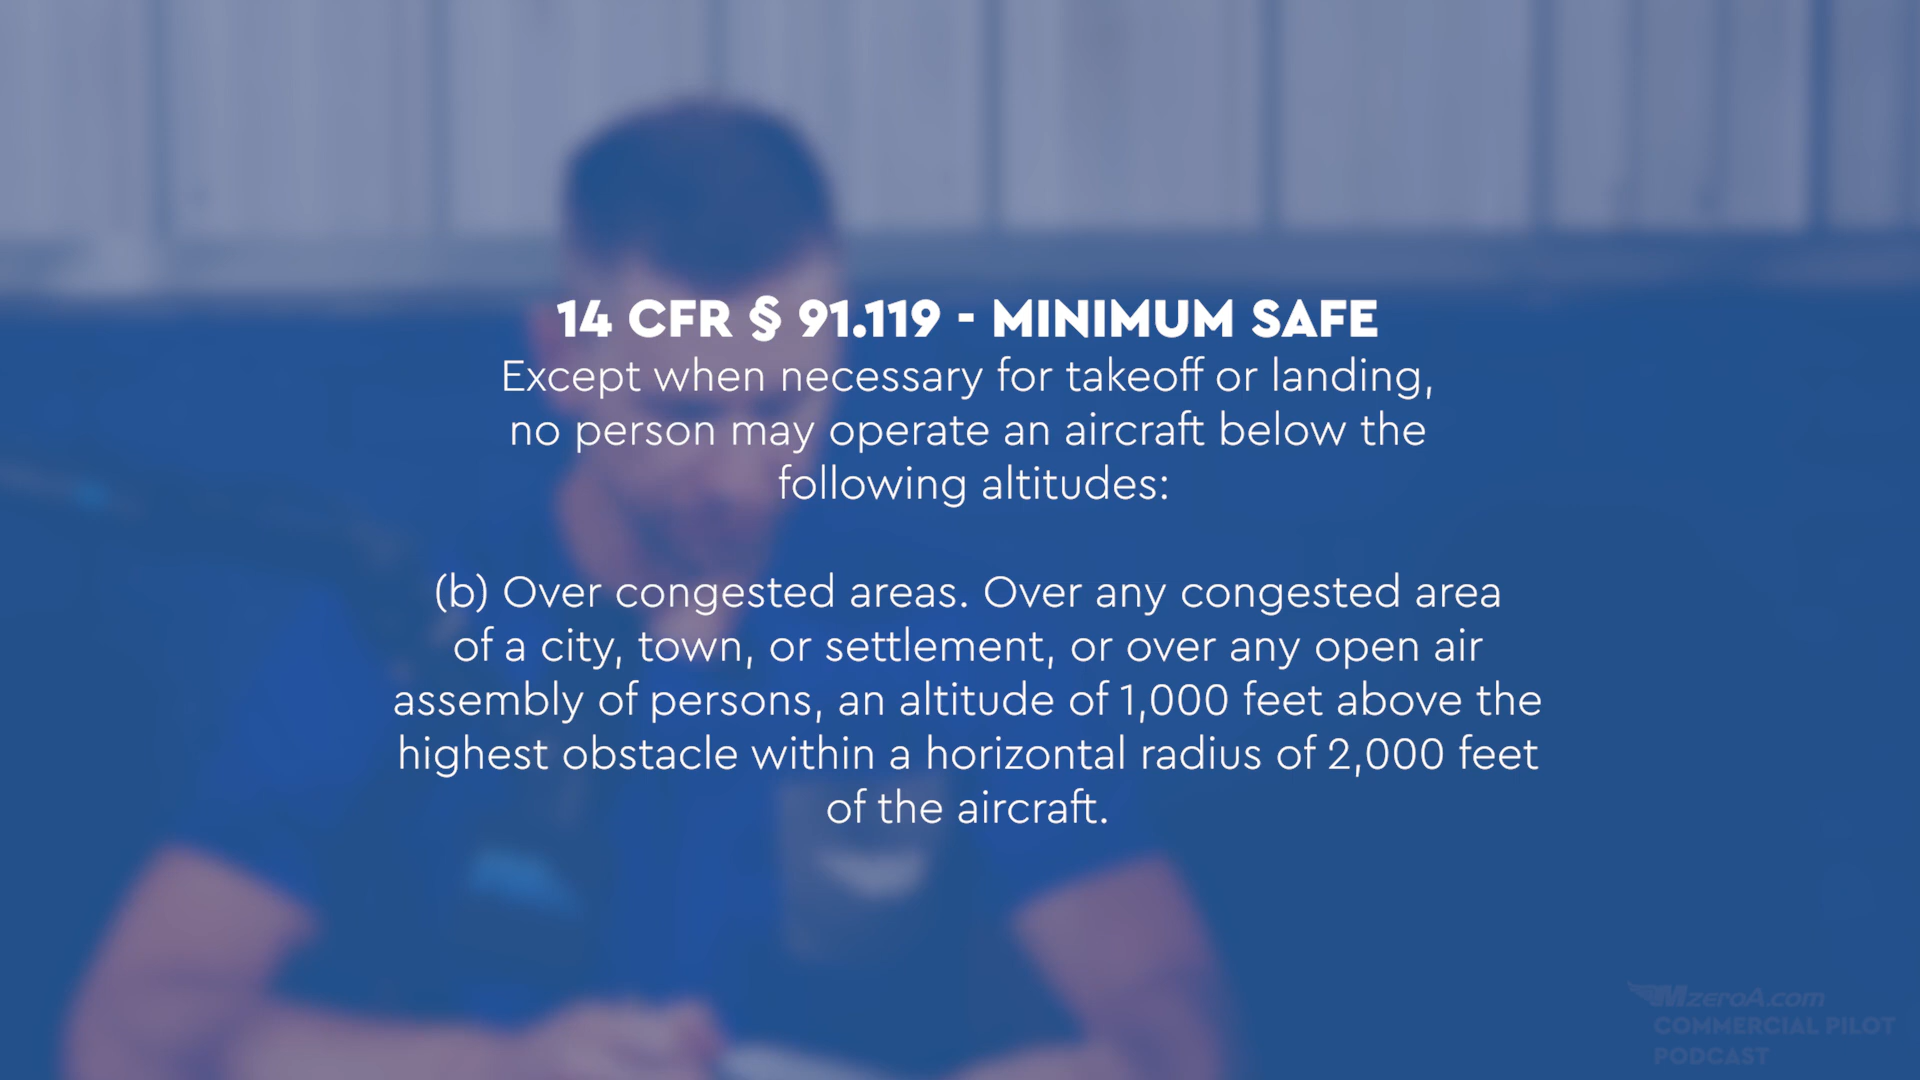 14 CFR § 91.119 - MINIMUM SAFE
Except when necessary for takeoff or landing,
no person may operate an aircraft below the
following altitudes:
(b) Over congested areas. Over any congested area
of a city, town, or settlement, or over any open air
assembly of persons, an altitude of 1,000 feet above the
highest obstacle within a horizontal radius of 2,000 feet
of the aircraft.
MzeroA.com
COMMERCIAL PILOT
PODCAST